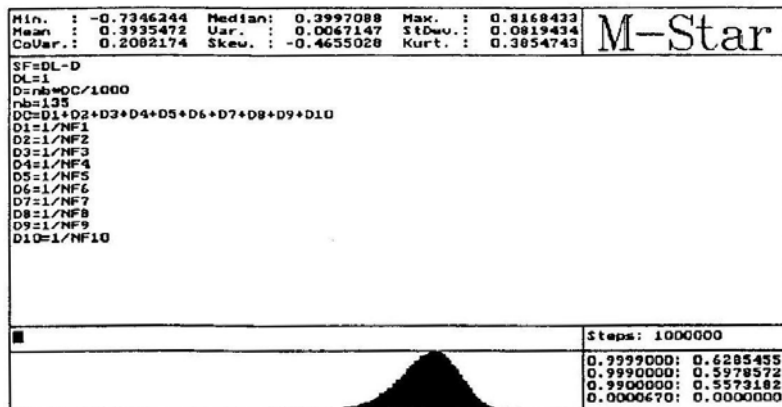 Min. : -0.7346244 Median: 0.3997088 Max. : 0.8168433
Mean : 0.3935472 Var. : 0.0067147 StDev.: 0.0819434
CoVar.: 0.2082174 Skew. : -0.4655028 Kurt. : 0.3854743
M-Star
SF=DL-D
DL=1
D=nb*DC/1000
nb=135
DC=D1+D2+D3+D4+D5+D6+D7+D8+D9+D10
D1=1/NF1
D2=1/NF2
D3=1/NF3
D4=1/NF4
D5=1/NF5
D6=1/NF6
D7=1/NF7
D8=1/NF8
D9=1/NF9
D10=1/NF10
Steps: 1000000
0.9999000: 0.6285455
0.9990000: 0.5978572
0.9900000: 0.5573182
0.0000670: 0.0000000